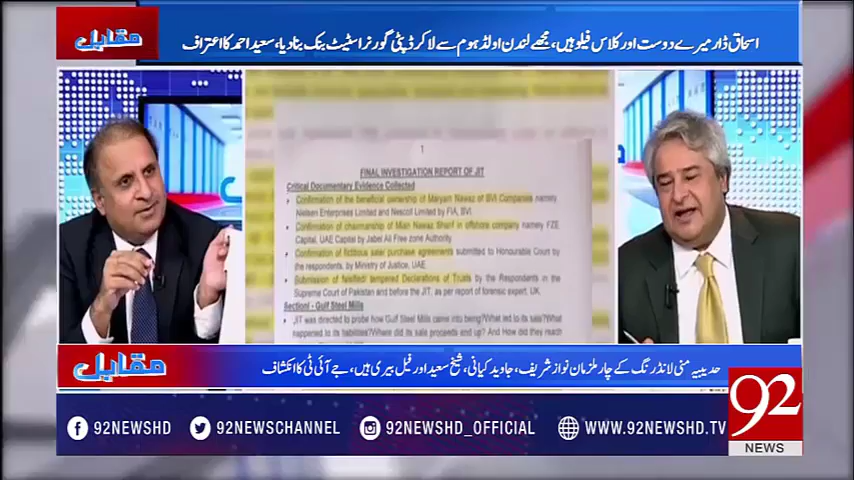 مقابل
اسحاق ڈار میرے دوست اور کلاس فیلو ہیں، مجھے لندن اولڈ ہوم سے لا کر ڈپٹی گورنر اسٹیٹ بنک بنا دیا، سعید احمد کا اعتراف
1
FINAL INVESTIGATION REPORT OF JIT
Critical Documentary Evidence Collected
Confirmation of the beneficial ownership of Maryam Nawaz of BVI Companies namely
Nielsen Enterprises Limited and Nescoll Limited by FIA, BVI
Confirmation of chairmanship of Mian Nawaz Sharif in offshore company namely FZE
Capital, UAE Capital by Jabel Ali Free zone Authority
Confirmation of fictitious sale purchase agreements submitted to Honourable Court by
the respondents, by Ministry of Justice, UAE
Submission of falsified/ tempered Declarations of Trusts by the Respondents in the
Supreme Court of Pakistan and before the JIT, as per report of forensic expert, UK.
SectionI - Gulf Steel Mills
JIT was directed to probe how Gulf Steel Mills came into being?What led to its sale? What
happened to its liabilities?Where did its sale proceeds end up? And How did they reach
مقابل
حدیبیہ منی لانڈرنگ کے چار ملزمان نواز شریف، جاوید کیانی، شیخ سعید اور فیل بیری ہیں، جے آئی ٹی کا انکشاف
92NEWSHD
92NEWSCHANNEL
92NEWSHD_OFFICIAL
WWW.92NEWSHD.TV
92
NEWS